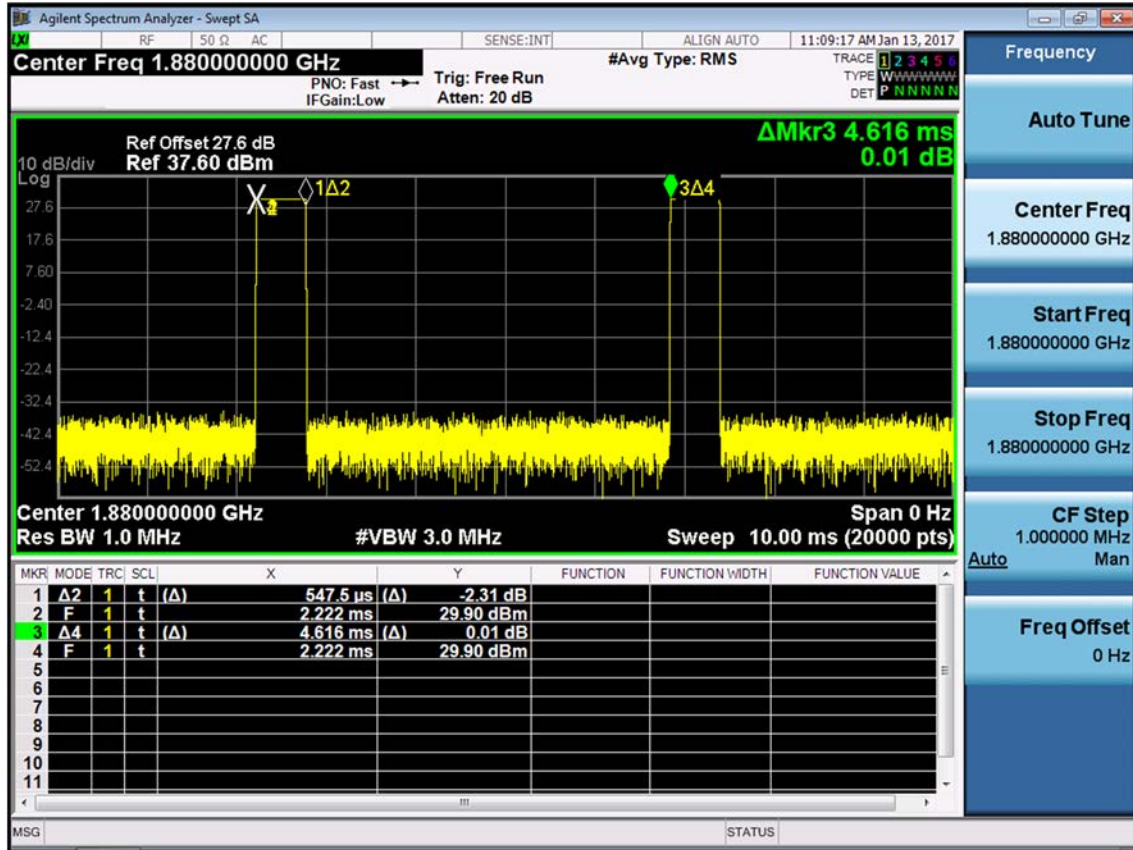 Agilent Spectrum Analyzer - Swept SA
LXI RF 50 Ω AC SENSE:INT ALIGN AUTO 11:09:17 AM Jan 13, 2017
Center Freq 1.880000000 GHz
PNO: Fast
IFGain:Low
Trig: Free Run
Atten: 20 dB
#Avg Type: RMS
TRACE 1 2 3 4 5 6
TYPE WWWWWW
DET P N N N N N
Ref Offset 27.6 dB
10 dB/div Ref 37.60 dBm
ΔMkr3 4.616 ms
0.01 dB
Log
1Δ2
3Δ4
27.6
17.6
7.60
-2.40
-12.4
-22.4
-32.4
-42.4
-52.4
Center 1.880000000 GHz Span 0 Hz
Res BW 1.0 MHz #VBW 3.0 MHz Sweep 10.00 ms (20000 pts)
MKR MODE TRC SCL X Y FUNCTION FUNCTION WIDTH FUNCTION VALUE
1 Δ2 1 t (Δ) 547.5 µs (Δ) -2.31 dB
2 F 1 t 2.222 ms 29.90 dBm
3 Δ4 1 t (Δ) 4.616 ms (Δ) 0.01 dB
4 F 1 t 2.222 ms 29.90 dBm
5
6
7
8
9
10
11
MSG STATUS
Frequency
Auto Tune
Center Freq
1.880000000 GHz
Start Freq
1.880000000 GHz
Stop Freq
1.880000000 GHz
CF Step
1.000000 MHz
Auto Man
Freq Offset
0 Hz